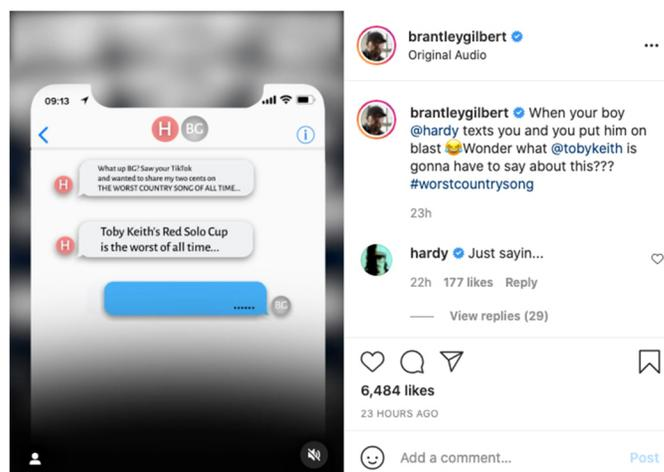 brantleygilbert
Original Audio
09:13
H BG
What up BG? Saw your TikTok
and wanted to share my two cents on
THE WORST COUNTRY SONG OF ALL TIME...
H
Toby Keith's Red Solo Cup
is the worst of all time...
H
......
BG
brantleygilbert When your boy
@hardy texts you and you put him on
blast 😂Wonder what @tobykeith is
gonna have to say about this???
#worstcountrysong
23h
hardy Just sayin...
22h 177 likes Reply
View replies (29)
6,484 likes
23 HOURS AGO
Add a comment... Post